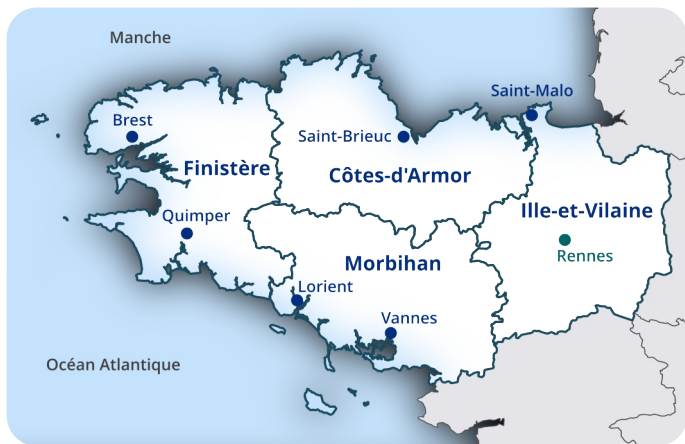 Manche
Saint-Malo
Brest
Saint-Brieuc
Finistère
Côtes-d'Armor
Quimper
Ille-et-Vilaine
Rennes
Morbihan
Lorient
Vannes
Océan Atlantique